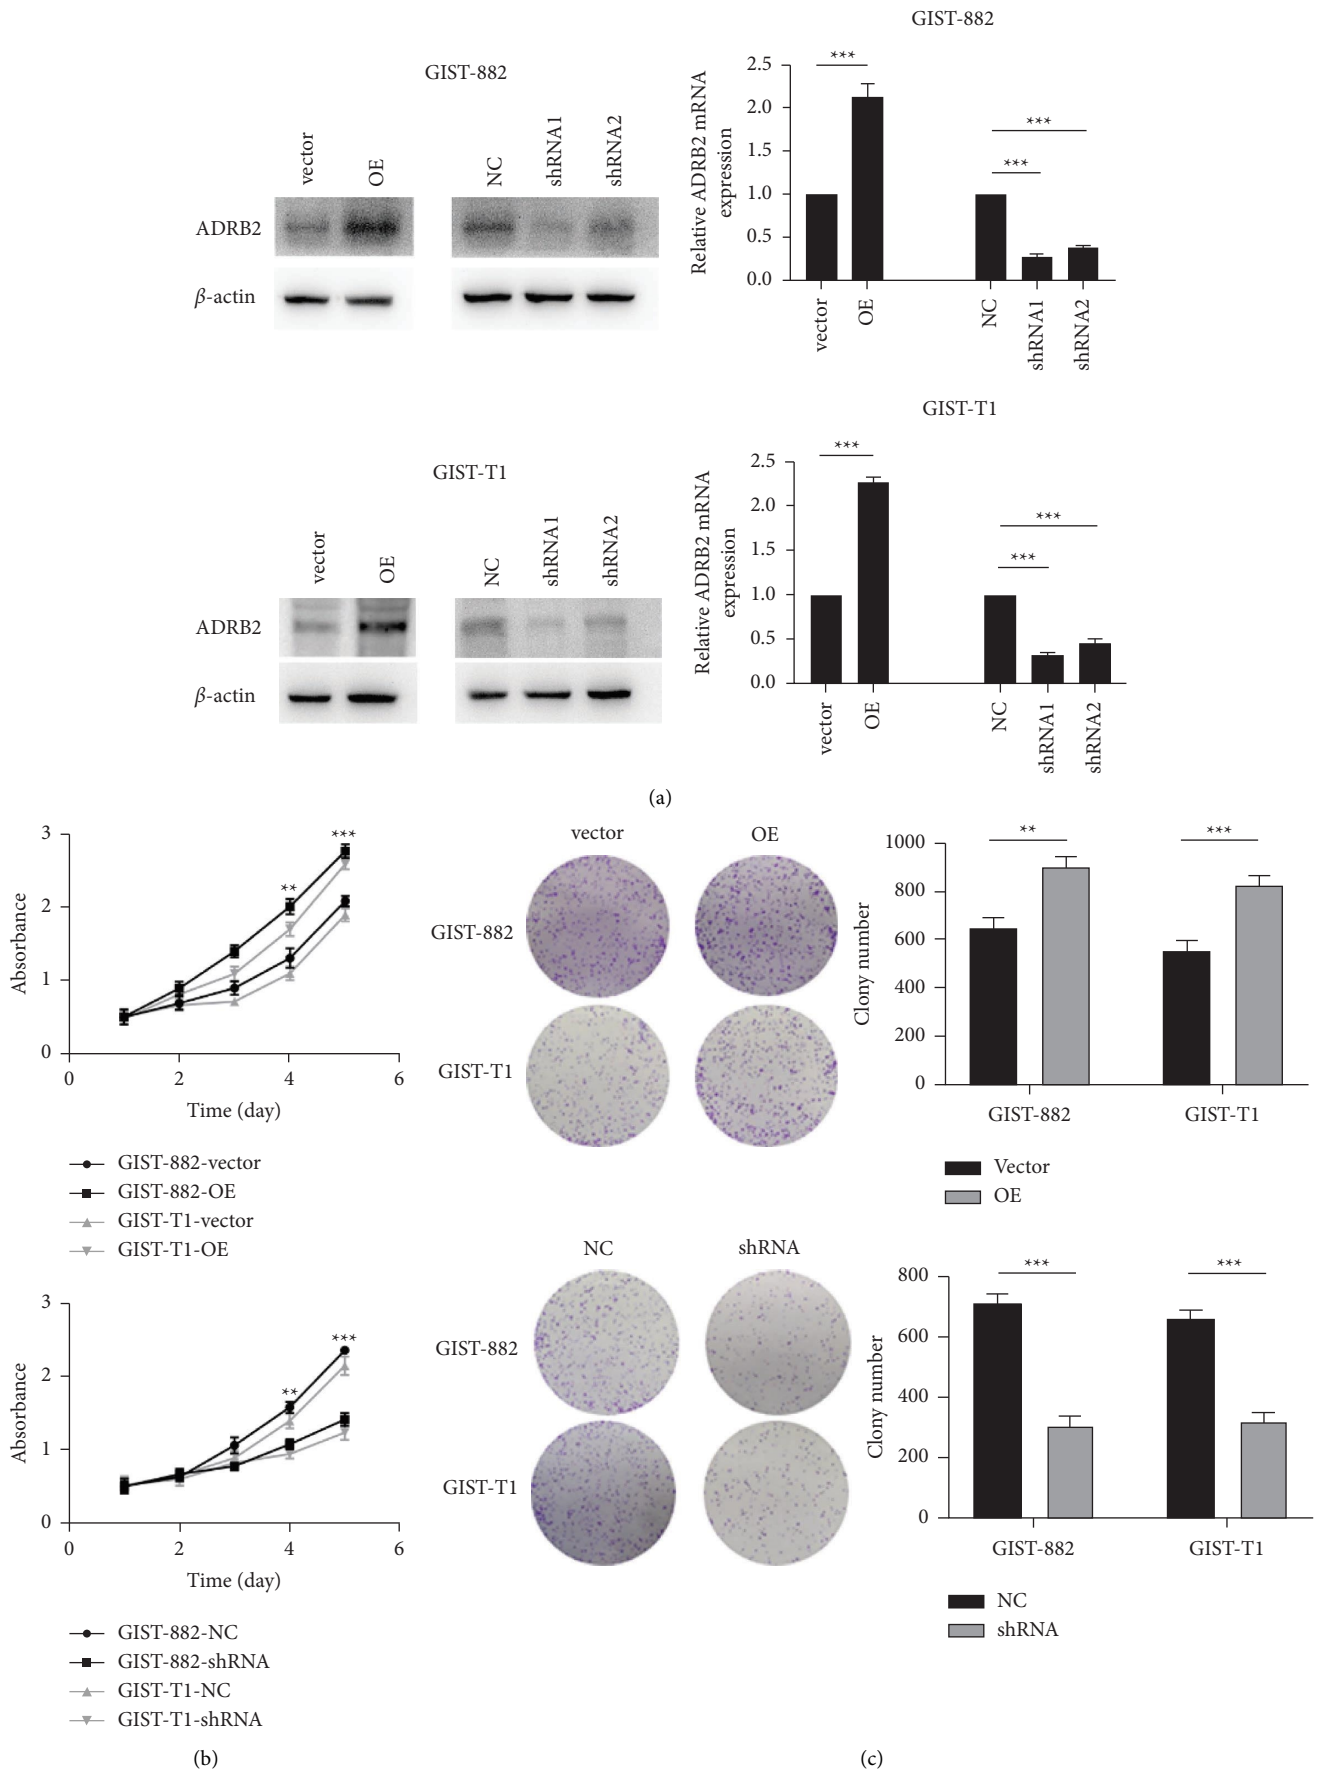 GIST-882
vector
OE
NC
shRNA1
shRNA2
ADRB2
β-actin
GIST-882
Relative ADRB2 mRNA
expression
2.5
2.0
1.5
1.0
0.5
0.0
***
***
***
vector
OE
NC
shRNA1
shRNA2
GIST-T1
vector
OE
NC
shRNA1
shRNA2
ADRB2
β-actin
GIST-T1
Relative ADRB2 mRNA
expression
2.5
2.0
1.5
1.0
0.5
0.0
***
***
***
vector
OE
NC
shRNA1
shRNA2
(a)
Absorbance
3
2
1
0
**
***
0 2 4 6
Time (day)
GIST-882-vector
GIST-882-OE
GIST-T1-vector
GIST-T1-OE
Absorbance
3
2
1
0
**
***
0 2 4 6
Time (day)
GIST-882-NC
GIST-882-shRNA
GIST-T1-NC
GIST-T1-shRNA
(b)
vector OE
GIST-882
GIST-T1
Clony number
1000
800
600
400
200
0
** ***
GIST-882 GIST-T1
Vector
OE
NC shRNA
GIST-882
GIST-T1
Clony number
800
600
400
200
0
*** ***
GIST-882 GIST-T1
NC
shRNA
(c)